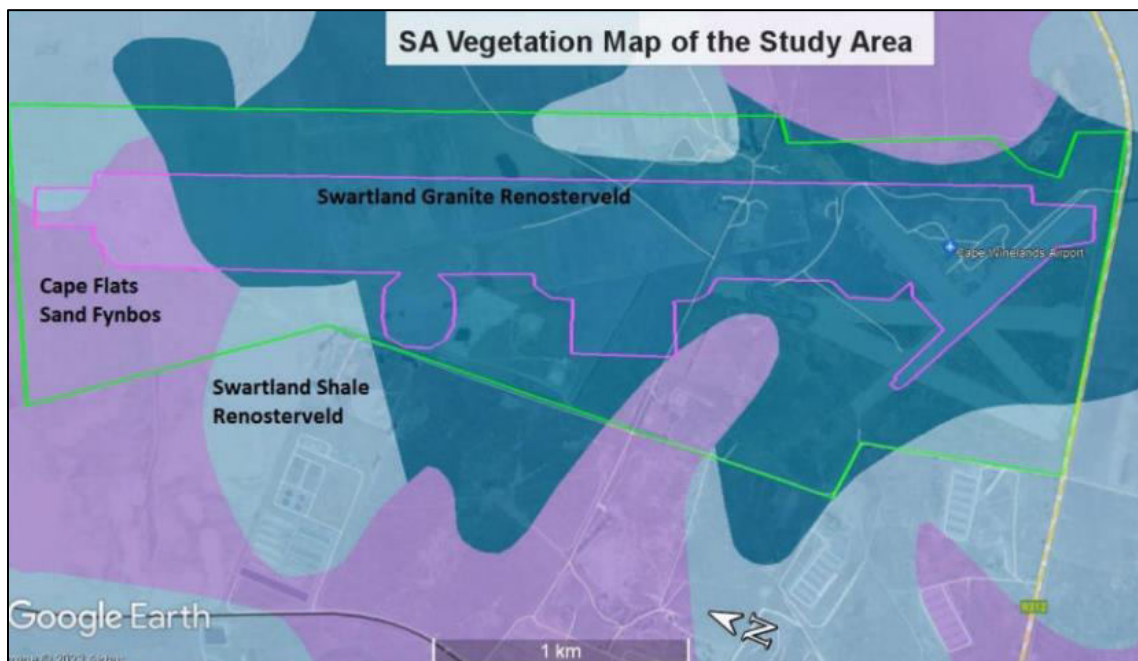 SA Vegetation Map of the Study Area
Swartland Granite Renosterveld
Cape Winelands Airport
Cape Flats
Sand Fynbos
Swartland Shale
Renosterveld
R312
Google Earth
N
1 km